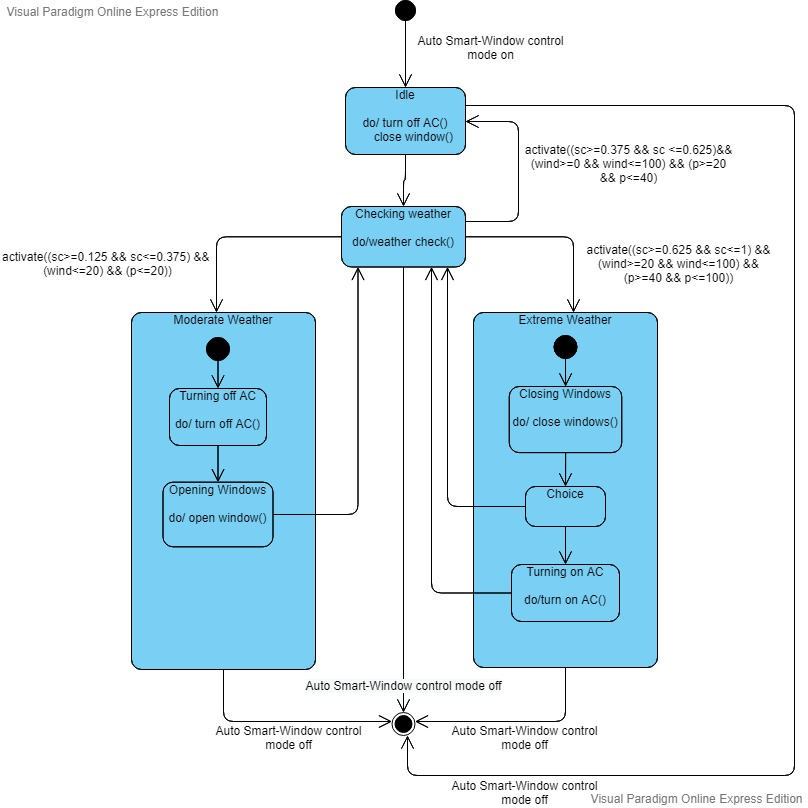 Visual Paradigm Online Express Edition
Auto Smart-Window control
mode on
Idle
do/ turn off AC()
close window()
activate((sc>=0.375 && sc <=0.625)&&
(wind>=0 && wind<=100) && (p>=20
&& p<=40)
Checking weather
do/weather check()
activate((sc>=0.125 && sc<=0.375) &&
(wind<=20) && (p<=20))
activate((sc>=0.625 && sc<=1) &&
(wind>=20 && wind<=100) &&
(p>=40 && p<=100))
Moderate Weather
Turning off AC
do/ turn off AC()
Opening Windows
do/ open window()
Extreme Weather
Closing Windows
do/ close windows()
Choice
Turning on AC
do/turn on AC()
Auto Smart-Window control mode off
Auto Smart-Window control
mode off
Auto Smart-Window control
mode off
Auto Smart-Window control
mode off
Visual Paradigm Online Express Edition